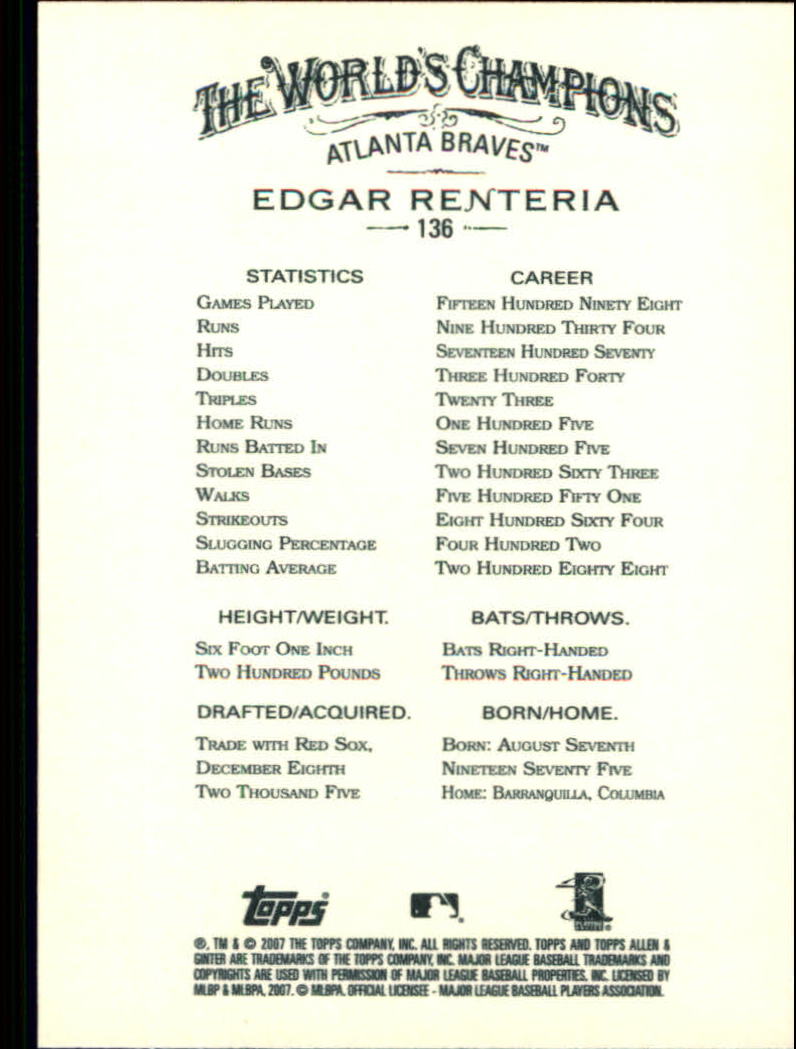 THE WORLD'S CHAMPIONS
ATLANTA BRAVES™
EDGAR RENTERIA
136
STATISTICS CAREER
GAMES PLAYED FIFTEEN HUNDRED NINETY EIGHT
RUNS NINE HUNDRED THIRTY FOUR
HITS SEVENTEEN HUNDRED SEVENTY
DOUBLES THREE HUNDRED FORTY
TRIPLES TWENTY THREE
HOME RUNS ONE HUNDRED FIVE
RUNS BATTED IN SEVEN HUNDRED FIVE
STOLEN BASES TWO HUNDRED SIXTY THREE
WALKS FIVE HUNDRED FIFTY ONE
STRIKEOUTS EIGHT HUNDRED SIXTY FOUR
SLUGGING PERCENTAGE FOUR HUNDRED TWO
BATTING AVERAGE TWO HUNDRED EIGHTY EIGHT
HEIGHT/WEIGHT. BATS/THROWS.
SIX FOOT ONE INCH BATS RIGHT-HANDED
TWO HUNDRED POUNDS THROWS RIGHT-HANDED
DRAFTED/ACQUIRED. BORN/HOME.
TRADE WITH RED SOX, BORN: AUGUST SEVENTH
DECEMBER EIGHTH NINETEEN SEVENTY FIVE
TWO THOUSAND FIVE HOME: BARRANQUILLA, COLUMBIA
Topps®
®, TM & © 2007 THE TOPPS COMPANY, INC. ALL RIGHTS RESERVED. TOPPS AND TOPPS ALLEN &
GINTER ARE TRADEMARKS OF THE TOPPS COMPANY, INC. MAJOR LEAGUE BASEBALL TRADEMARKS AND
COPYRIGHTS ARE USED WITH PERMISSION OF MAJOR LEAGUE BASEBALL PROPERTIES, INC. LICENSED BY
MLBP & MLBPA, 2007. © MLBPA. OFFICIAL LICENSEE - MAJOR LEAGUE BASEBALL PLAYERS ASSOCIATION.